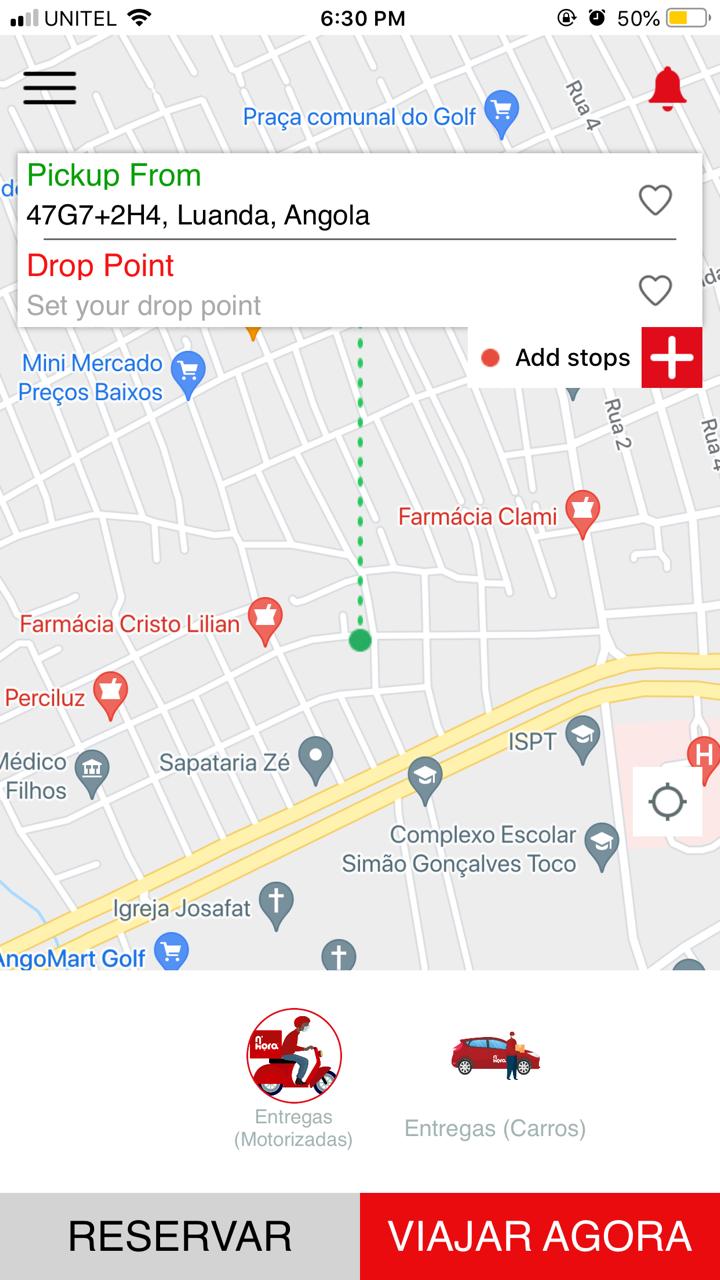 UNITEL 6:30 PM 50%
Praça comunal do Golf
Rua 4
Pickup From
47G7+2H4, Luanda, Angola
Drop Point
Set your drop point
Add stops
Mini Mercado
Preços Baixos
Rua 2
Rua 4
Farmácia Clami
Farmácia Cristo Lilian
Perciluz
ISPT
H
Médico
Filhos
Sapataria Zé
Complexo Escolar
Simão Gonçalves Toco
Igreja Josafat
AngoMart Golf
n'
Hora
n'
Hora
Entregas
(Motorizadas)
Entregas (Carros)
RESERVAR
VIAJAR AGORA